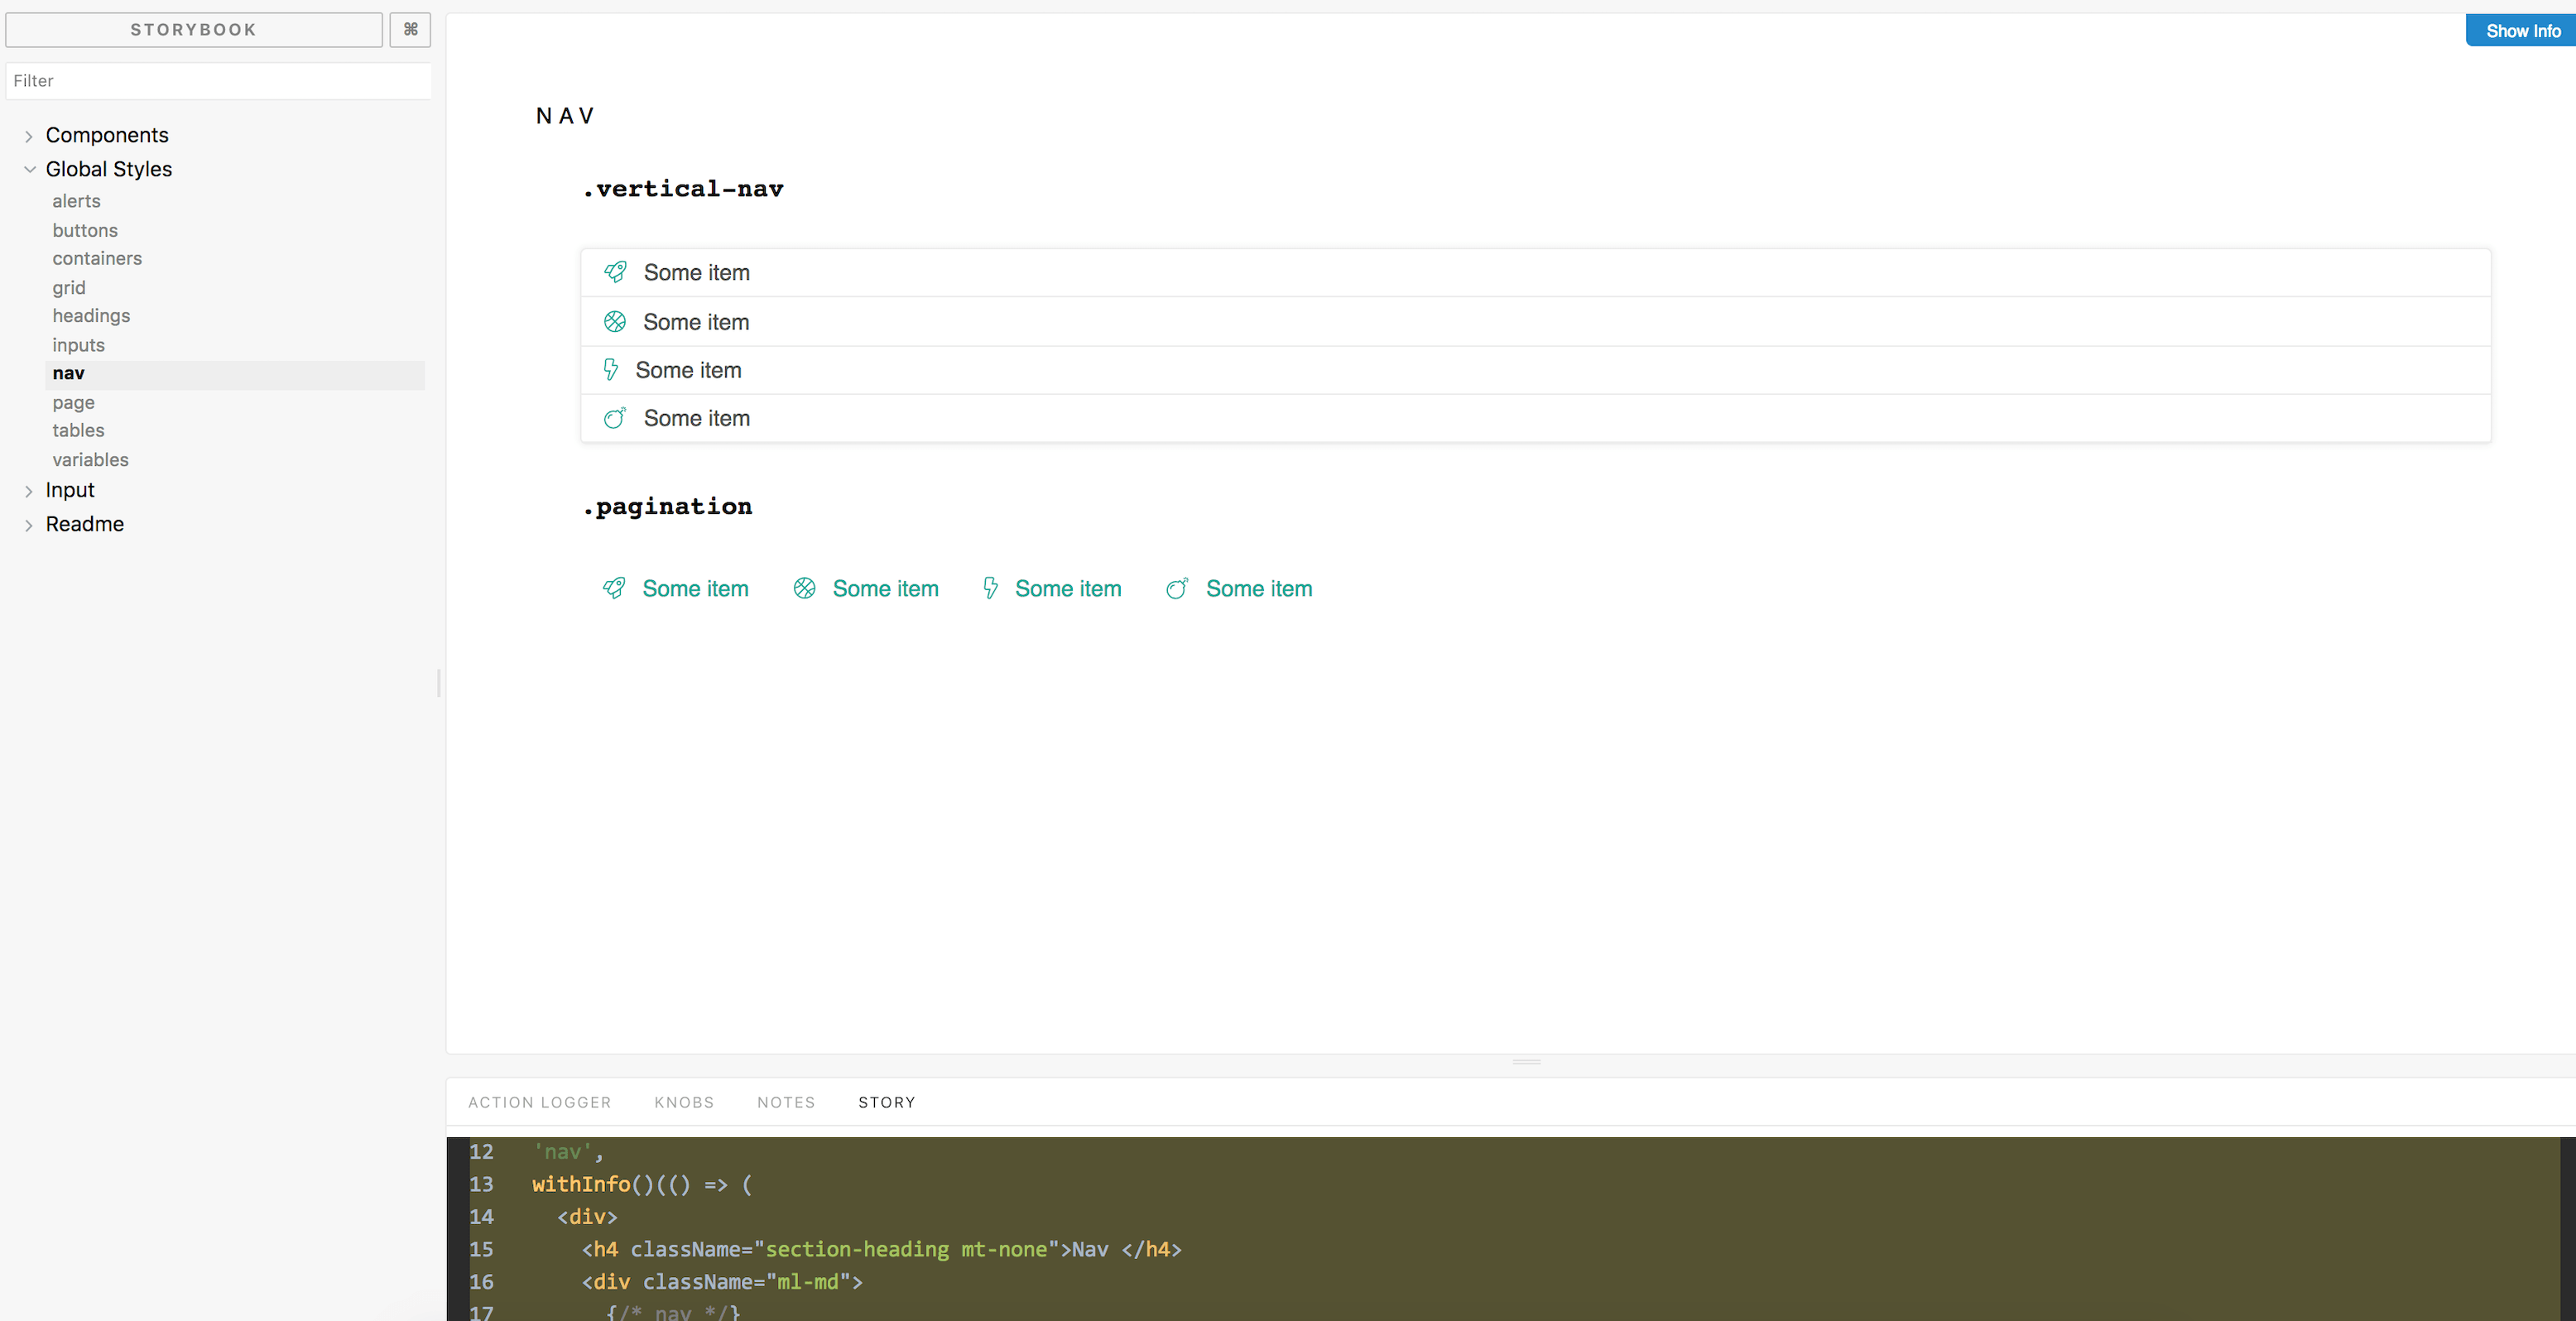 STORYBOOK ⌘
Filter
Components
Global Styles
alerts
buttons
containers
grid
headings
inputs
nav
page
tables
variables
Input
Readme
Show Info
NAV
.vertical-nav
Some item
Some item
Some item
Some item
.pagination
Some item Some item Some item Some item
ACTION LOGGER KNOBS NOTES STORY
12 'nav',
13 withInfo()(() => (
14 <div>
15 <h4 className="section-heading mt-none">Nav </h4>
16 <div className="ml-md">
17 {/* nav */}